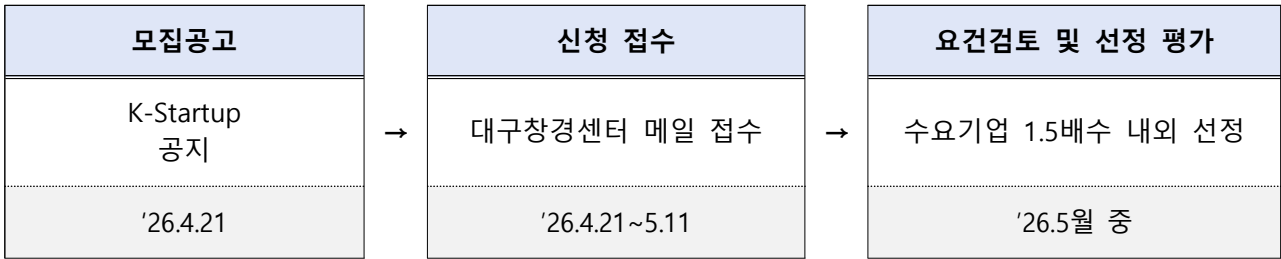 모집공고
K-Startup
공지
'26.4.21
→
신청 접수
대구창경센터 메일 접수
'26.4.21~5.11
→
요건검토 및 선정 평가
수요기업 1.5배수 내외 선정
'26.5월 중